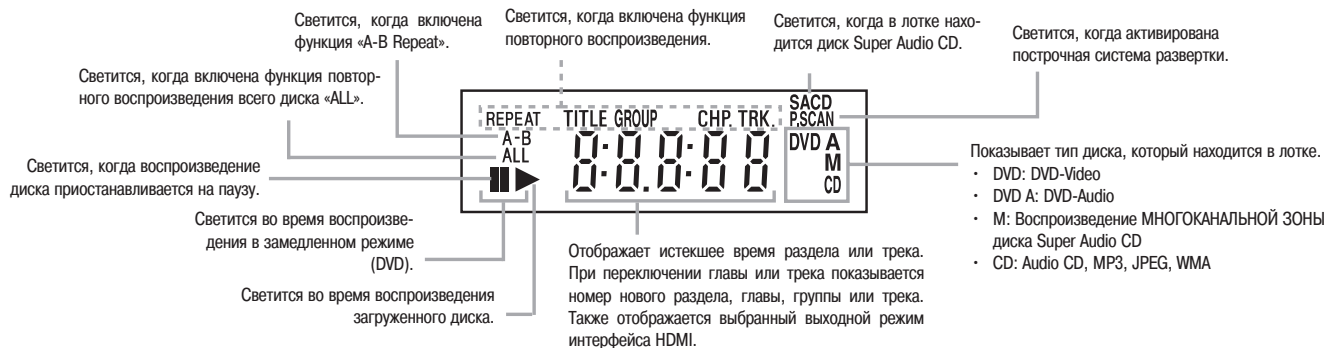 Светится, когда включена
функция «A-B Repeat».
Светится, когда включена функция
повторного воспроизведения.
Светится, когда в лотке нахо-
дится диск Super Audio CD.
Светится, когда активирована
построчная система развертки.
Светится, когда включена функция повтор-
ного воспроизведения всего диска «ALL».
Светится, когда воспроизведение
диска приостанавливается на паузу.
Светится во время воспроизве-
дения в замедленном режиме
(DVD).
Светится во время воспроизведения
загруженного диска.
REPEAT TITLE GROUP CHP. TRK.
SACD
P.SCAN
A-B
ALL
8:8.8:8 8
DVD A
M
CD
Отображает истекшее время раздела или трека.
При переключении главы или трека показывается
номер нового раздела, главы, группы или трека.
Также отображается выбранный выходной режим
интерфейса HDMI.
Показывает тип диска, который находится в лотке.
• DVD: DVD-Video
• DVD A: DVD-Audio
• M: Воспроизведение МНОГОКАНАЛЬНОЙ ЗОНЫ
диска Super Audio CD
• CD: Audio CD, MP3, JPEG, WMA